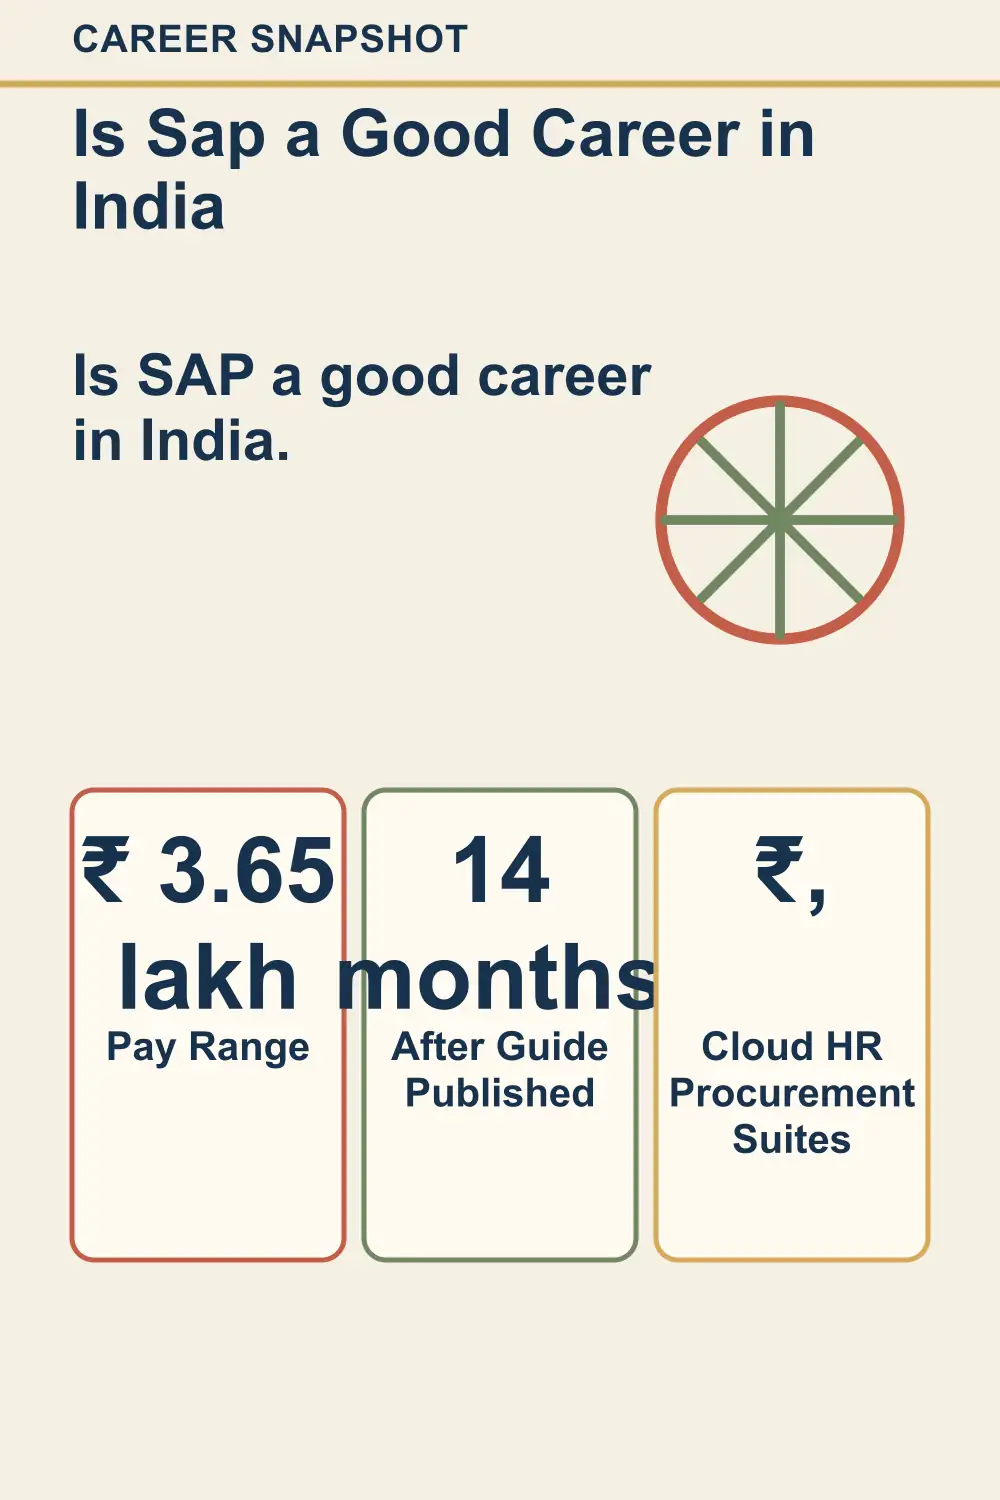 CAREER SNAPSHOT
Is Sap a Good Career in
India
Is SAP a good career
in India.
₹ 3.65
lakh
Pay Range
14
months
After Guide
Published
₹,
Cloud HR
Procurement
Suites